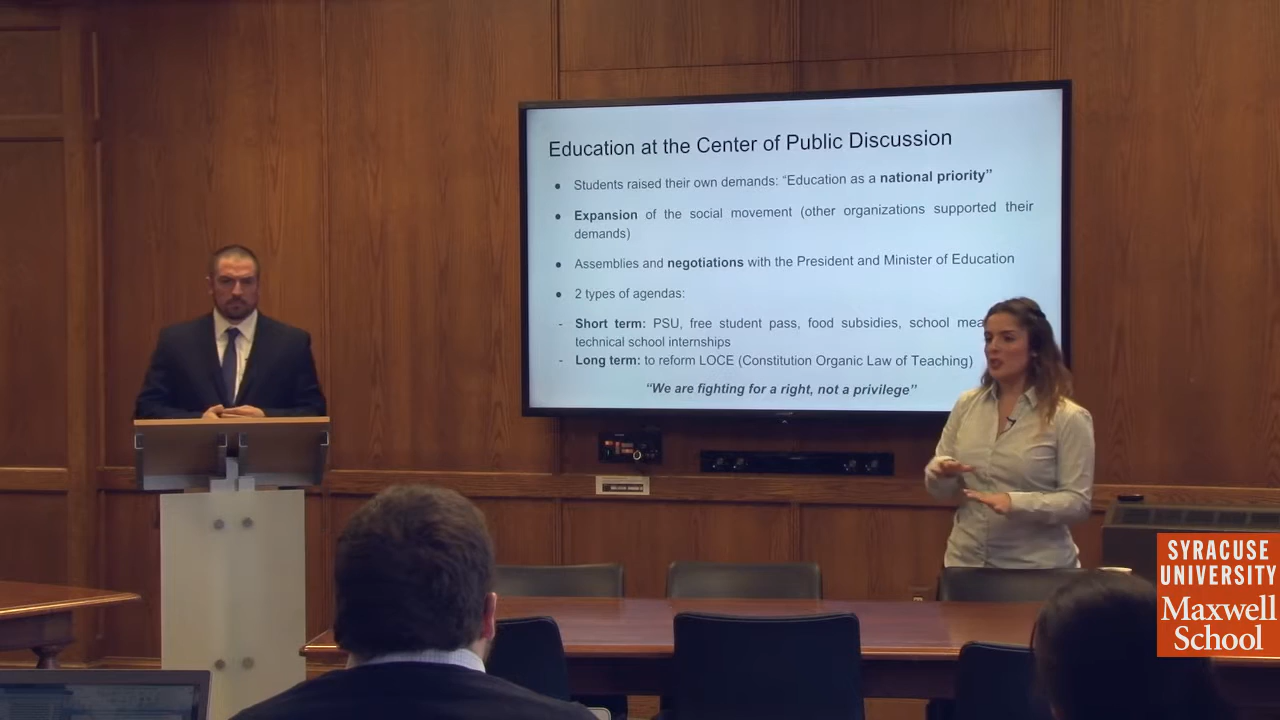 Education at the Center of Public Discussion
● Students raised their own demands: “Education as a national priority”
● Expansion of the social movement (other organizations supported their
demands)
● Assemblies and negotiations with the President and Minister of Education
● 2 types of agendas:
- Short term: PSU, free student pass, food subsidies, school
technical school internships
- Long term: to reform LOCE (Constitution Organic Law of Teaching)
“We are fighting for a right, not a privilege”
SYRACUSE
UNIVERSITY
Maxwell
School